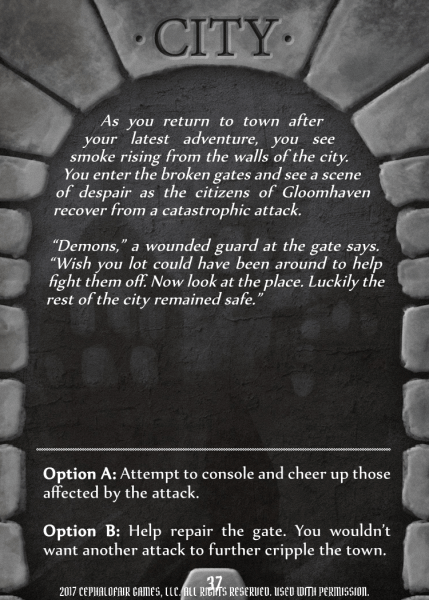 · CITY ·
As you return to town after
your latest adventure, you see
smoke rising from the walls of the city.
You enter the broken gates and see a scene
of despair as the citizens of Gloomhaven
recover from a catastrophic attack.
“Demons,” a wounded guard at the gate says.
“Wish you lot could have been around to help
fight them off. Now look at the place. Luckily the
rest of the city remained safe.”
Option A: Attempt to console and cheer up those
affected by the attack.
Option B: Help repair the gate. You wouldn’t
want another attack to further cripple the town.
37
2017 CEPHALOFAIR GAMES, LLC. ALL RIGHTS RESERVED. USED WITH PERMISSION.